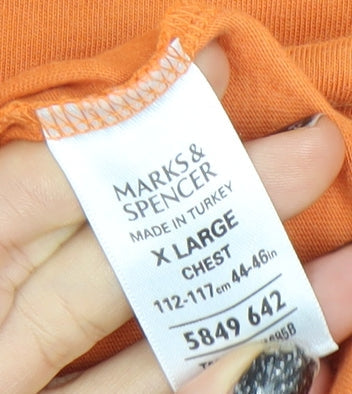 MARKS &
SPENCER
MADE IN TURKEY
X LARGE
CHEST
112-117cm 44-46in
5849 642